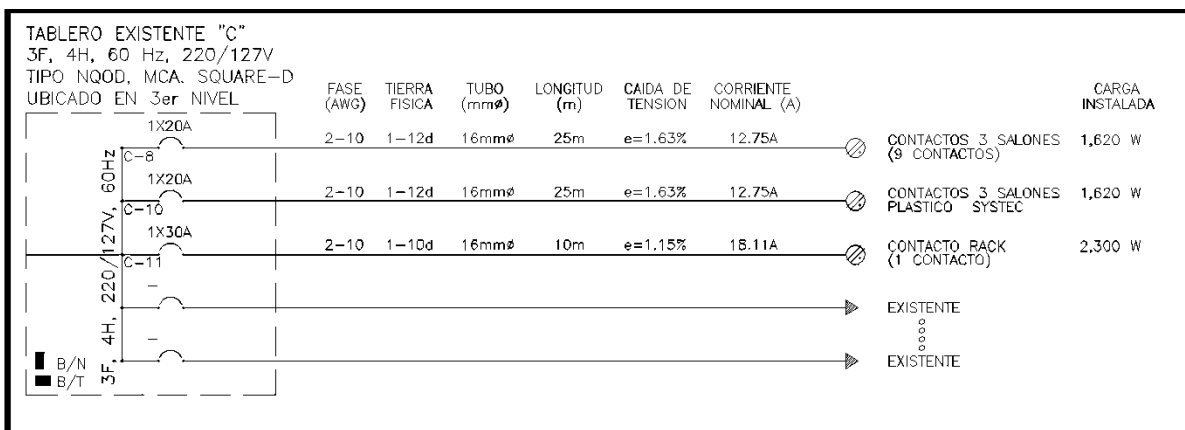 TABLERO EXISTENTE "C"
3F, 4H, 60 Hz, 220/127V
TIPO NQOD, MCA. SQUARE-D
UBICADO EN 3er NIVEL
FASE (AWG) TIERRA FISICA TUBO (mmø) LONGITUD (m) CAIDA DE TENSION CORRIENTE NOMINAL (A) CARGA INSTALADA
1X20A 2-10 1-12d 16mmø 25m e=1.63% 12.75A CONTACTOS 3 SALONES 1,620 W
C-8 (9 CONTACTOS)
1X20A 2-10 1-12d 16mmø 25m e=1.63% 12.75A CONTACTOS 3 SALONES 1,620 W
C-10 PLASTICO SYSTEC
1X30A 2-10 1-10d 16mmø 10m e=1.15% 18.11A CONTACTO RACK 2,300 W
C-11 (1 CONTACTO)
- EXISTENTE
- EXISTENTE
3F, 4H, 220/127V, 60Hz
B/N
B/T